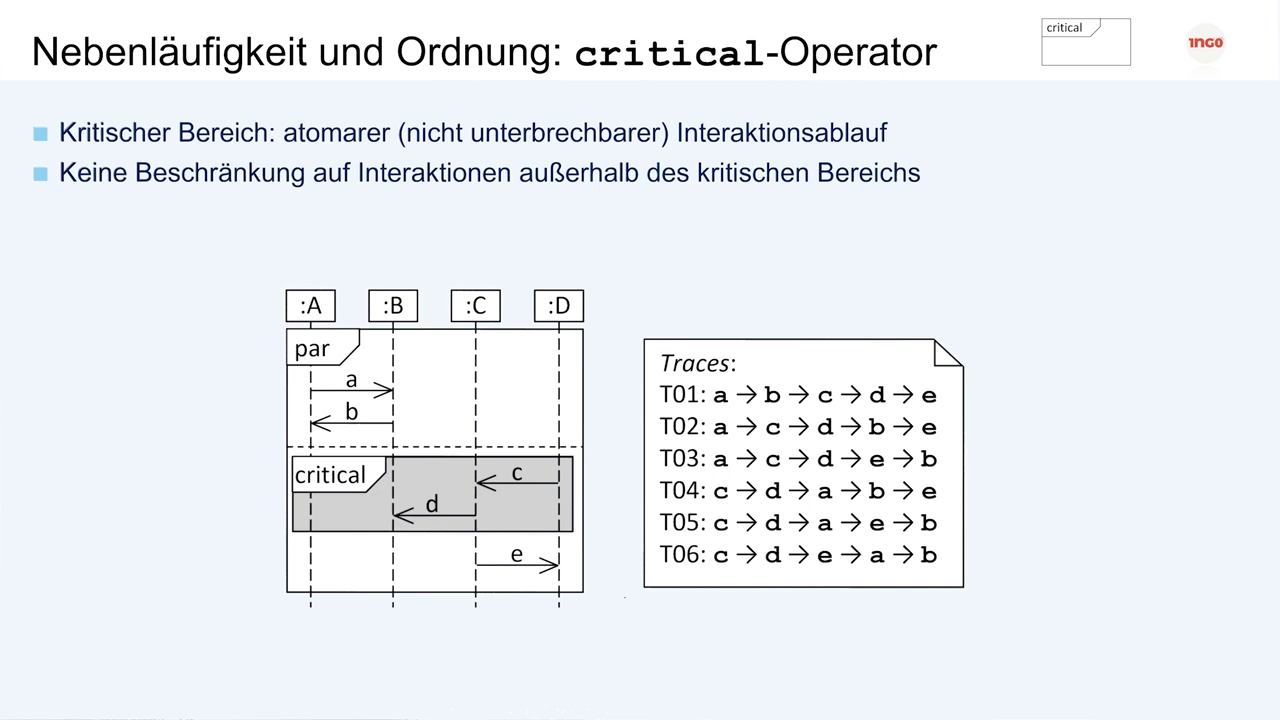 Nebenläufigkeit und Ordnung: critical-Operator
critical
INGO
Kritischer Bereich: atomarer (nicht unterbrechbarer) Interaktionsablauf
Keine Beschränkung auf Interaktionen außerhalb des kritischen Bereichs
:A :B :C :D
par
a
b
critical
c
d
e
Traces:
T01: a → b → c → d → e
T02: a → c → d → b → e
T03: a → c → d → e → b
T04: c → d → a → b → e
T05: c → d → a → e → b
T06: c → d → e → a → b